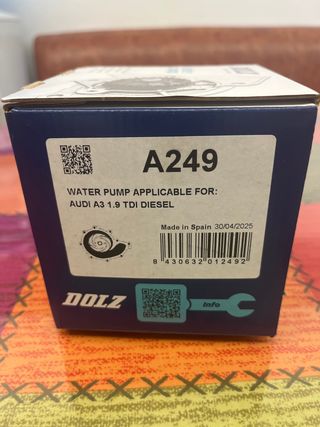 A249
WATER PUMP APPLICABLE FOR:
AUDI A3 1.9 TDI DIESEL
Made in Spain 30/04/2025
8 430632 012492
DOLZ
Info